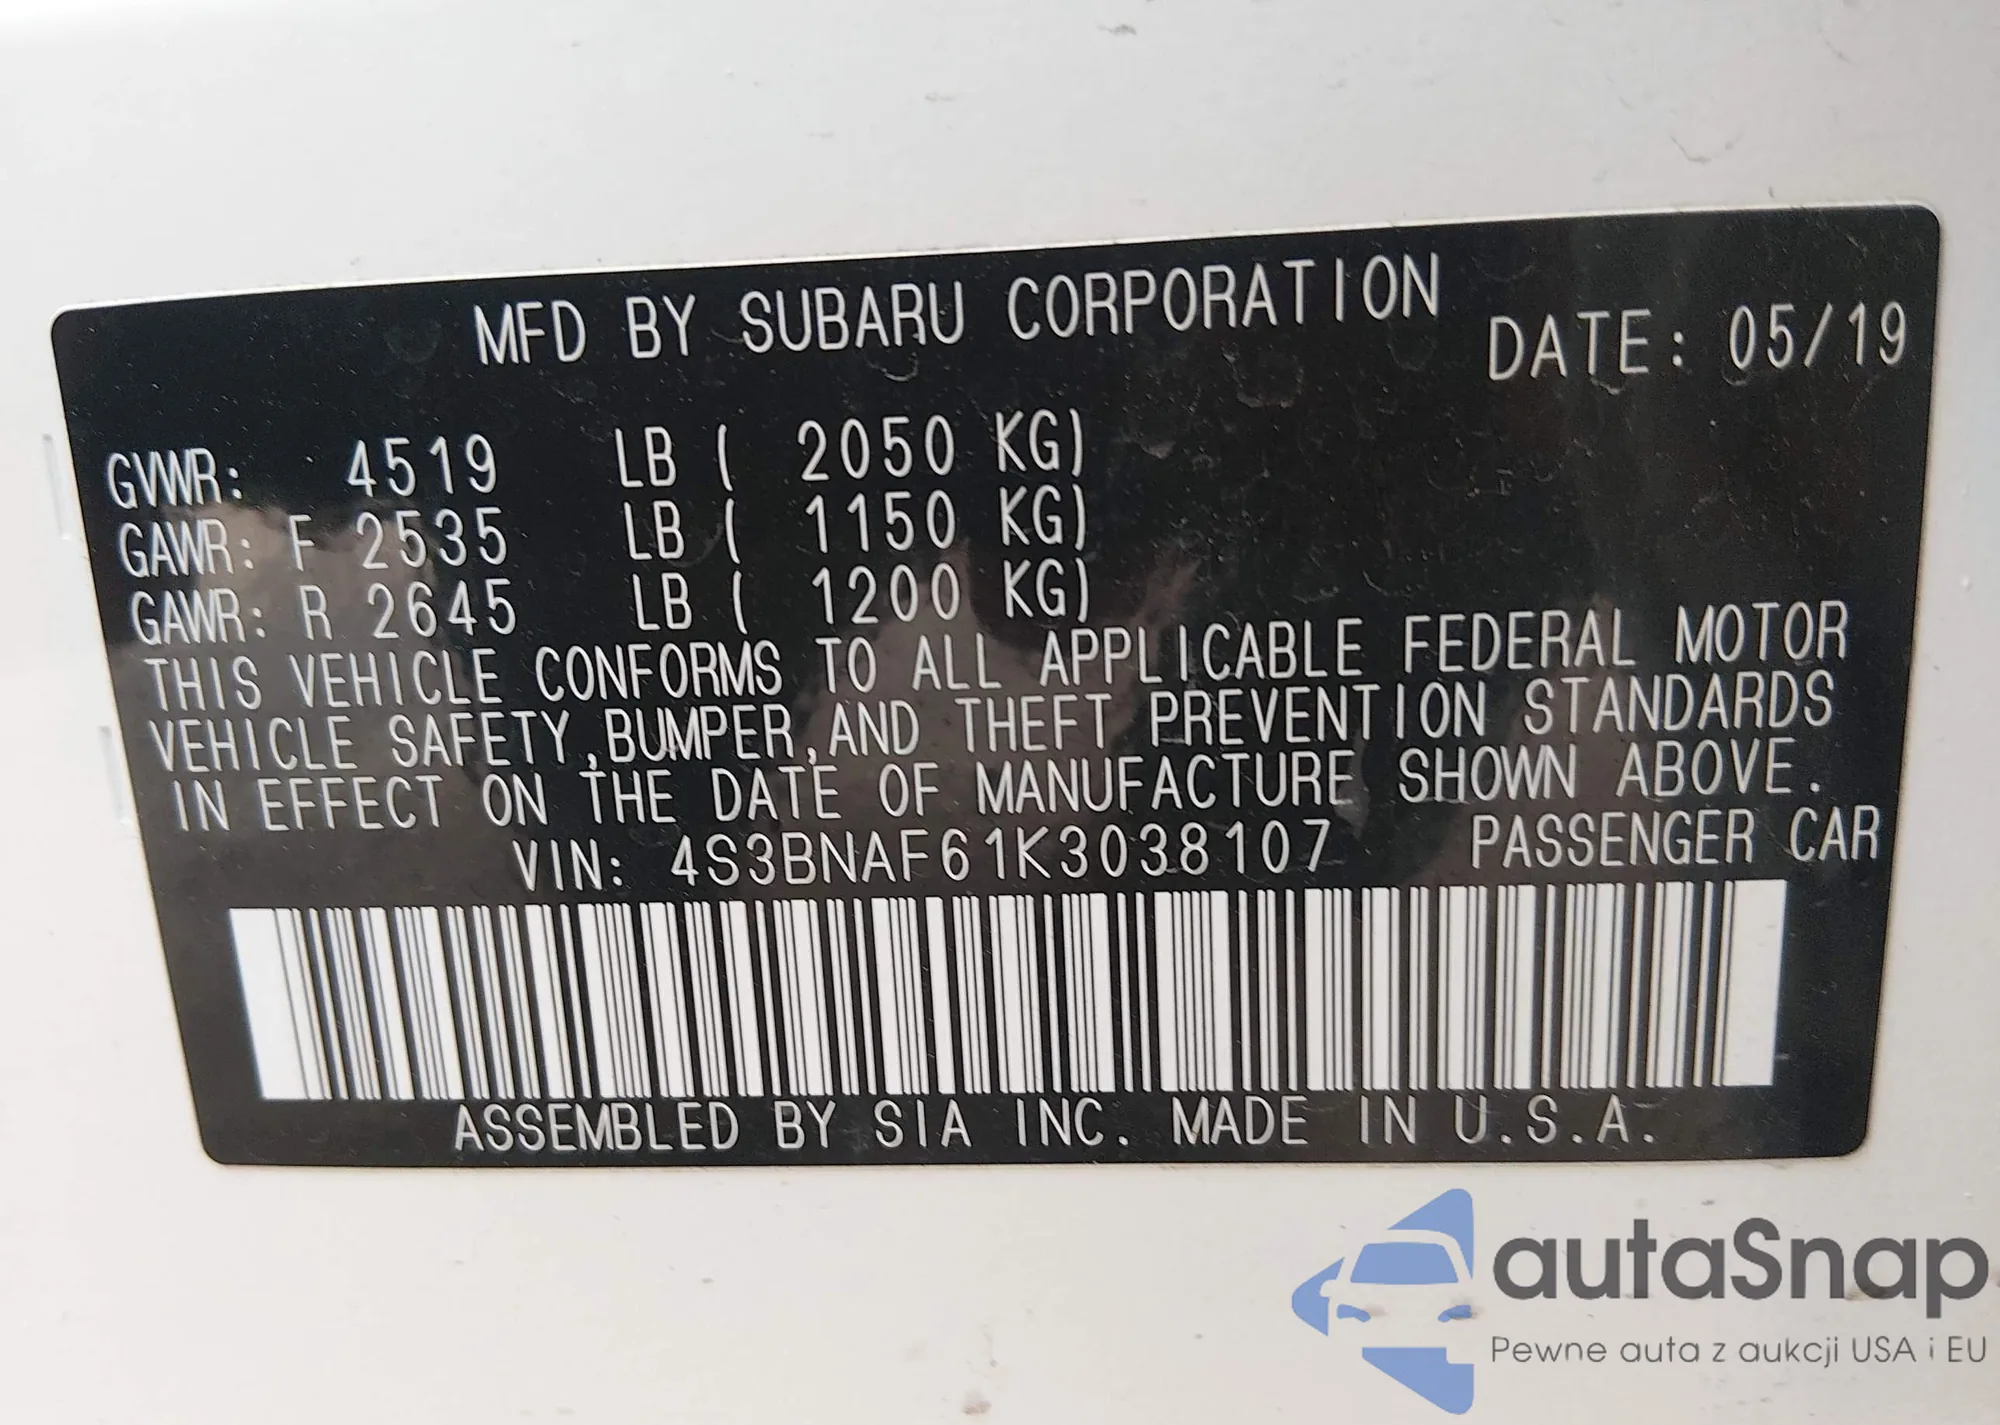 MFD BY SUBARU CORPORATION DATE: 05/19
GVWR: 4519 LB ( 2050 KG)
GAWR: F 2535 LB ( 1150 KG)
GAWR: R 2645 LB ( 1200 KG)
THIS VEHICLE CONFORMS TO ALL APPLICABLE FEDERAL MOTOR
VEHICLE SAFETY,BUMPER,AND THEFT PREVENTION STANDARDS
IN EFFECT ON THE DATE OF MANUFACTURE SHOWN ABOVE.
VIN: 4S3BNAF61K3038107 PASSENGER CAR
ASSEMBLED BY SIA INC. MADE IN U.S.A.
autaSnap
Pewne auta z aukcji USA i EU